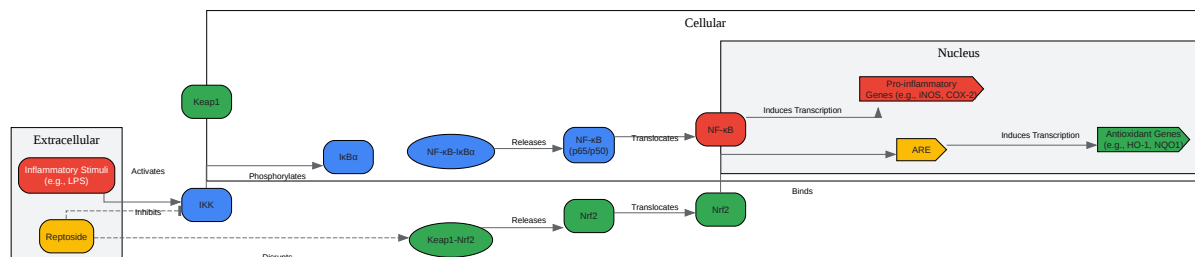 Cellular
Nucleus
Keap1
Pro-inflammatory
Genes (e.g., iNOS, COX-2)
Induces Transcription
Extracellular
Inflammatory Stimuli
(e.g., LPS)
Activates
IκBα
Phosphorylates
NF-κB-IκBα
Releases
NF-κB
(p65/p50)
Translocates
NF-κB
ARE
Induces Transcription
Antioxidant Genes
(e.g., HO-1, NQO1)
Inhibits
IKK
Binds
Reptoside
Disrupts
Keap1-Nrf2
Releases
Nrf2
Translocates
Nrf2